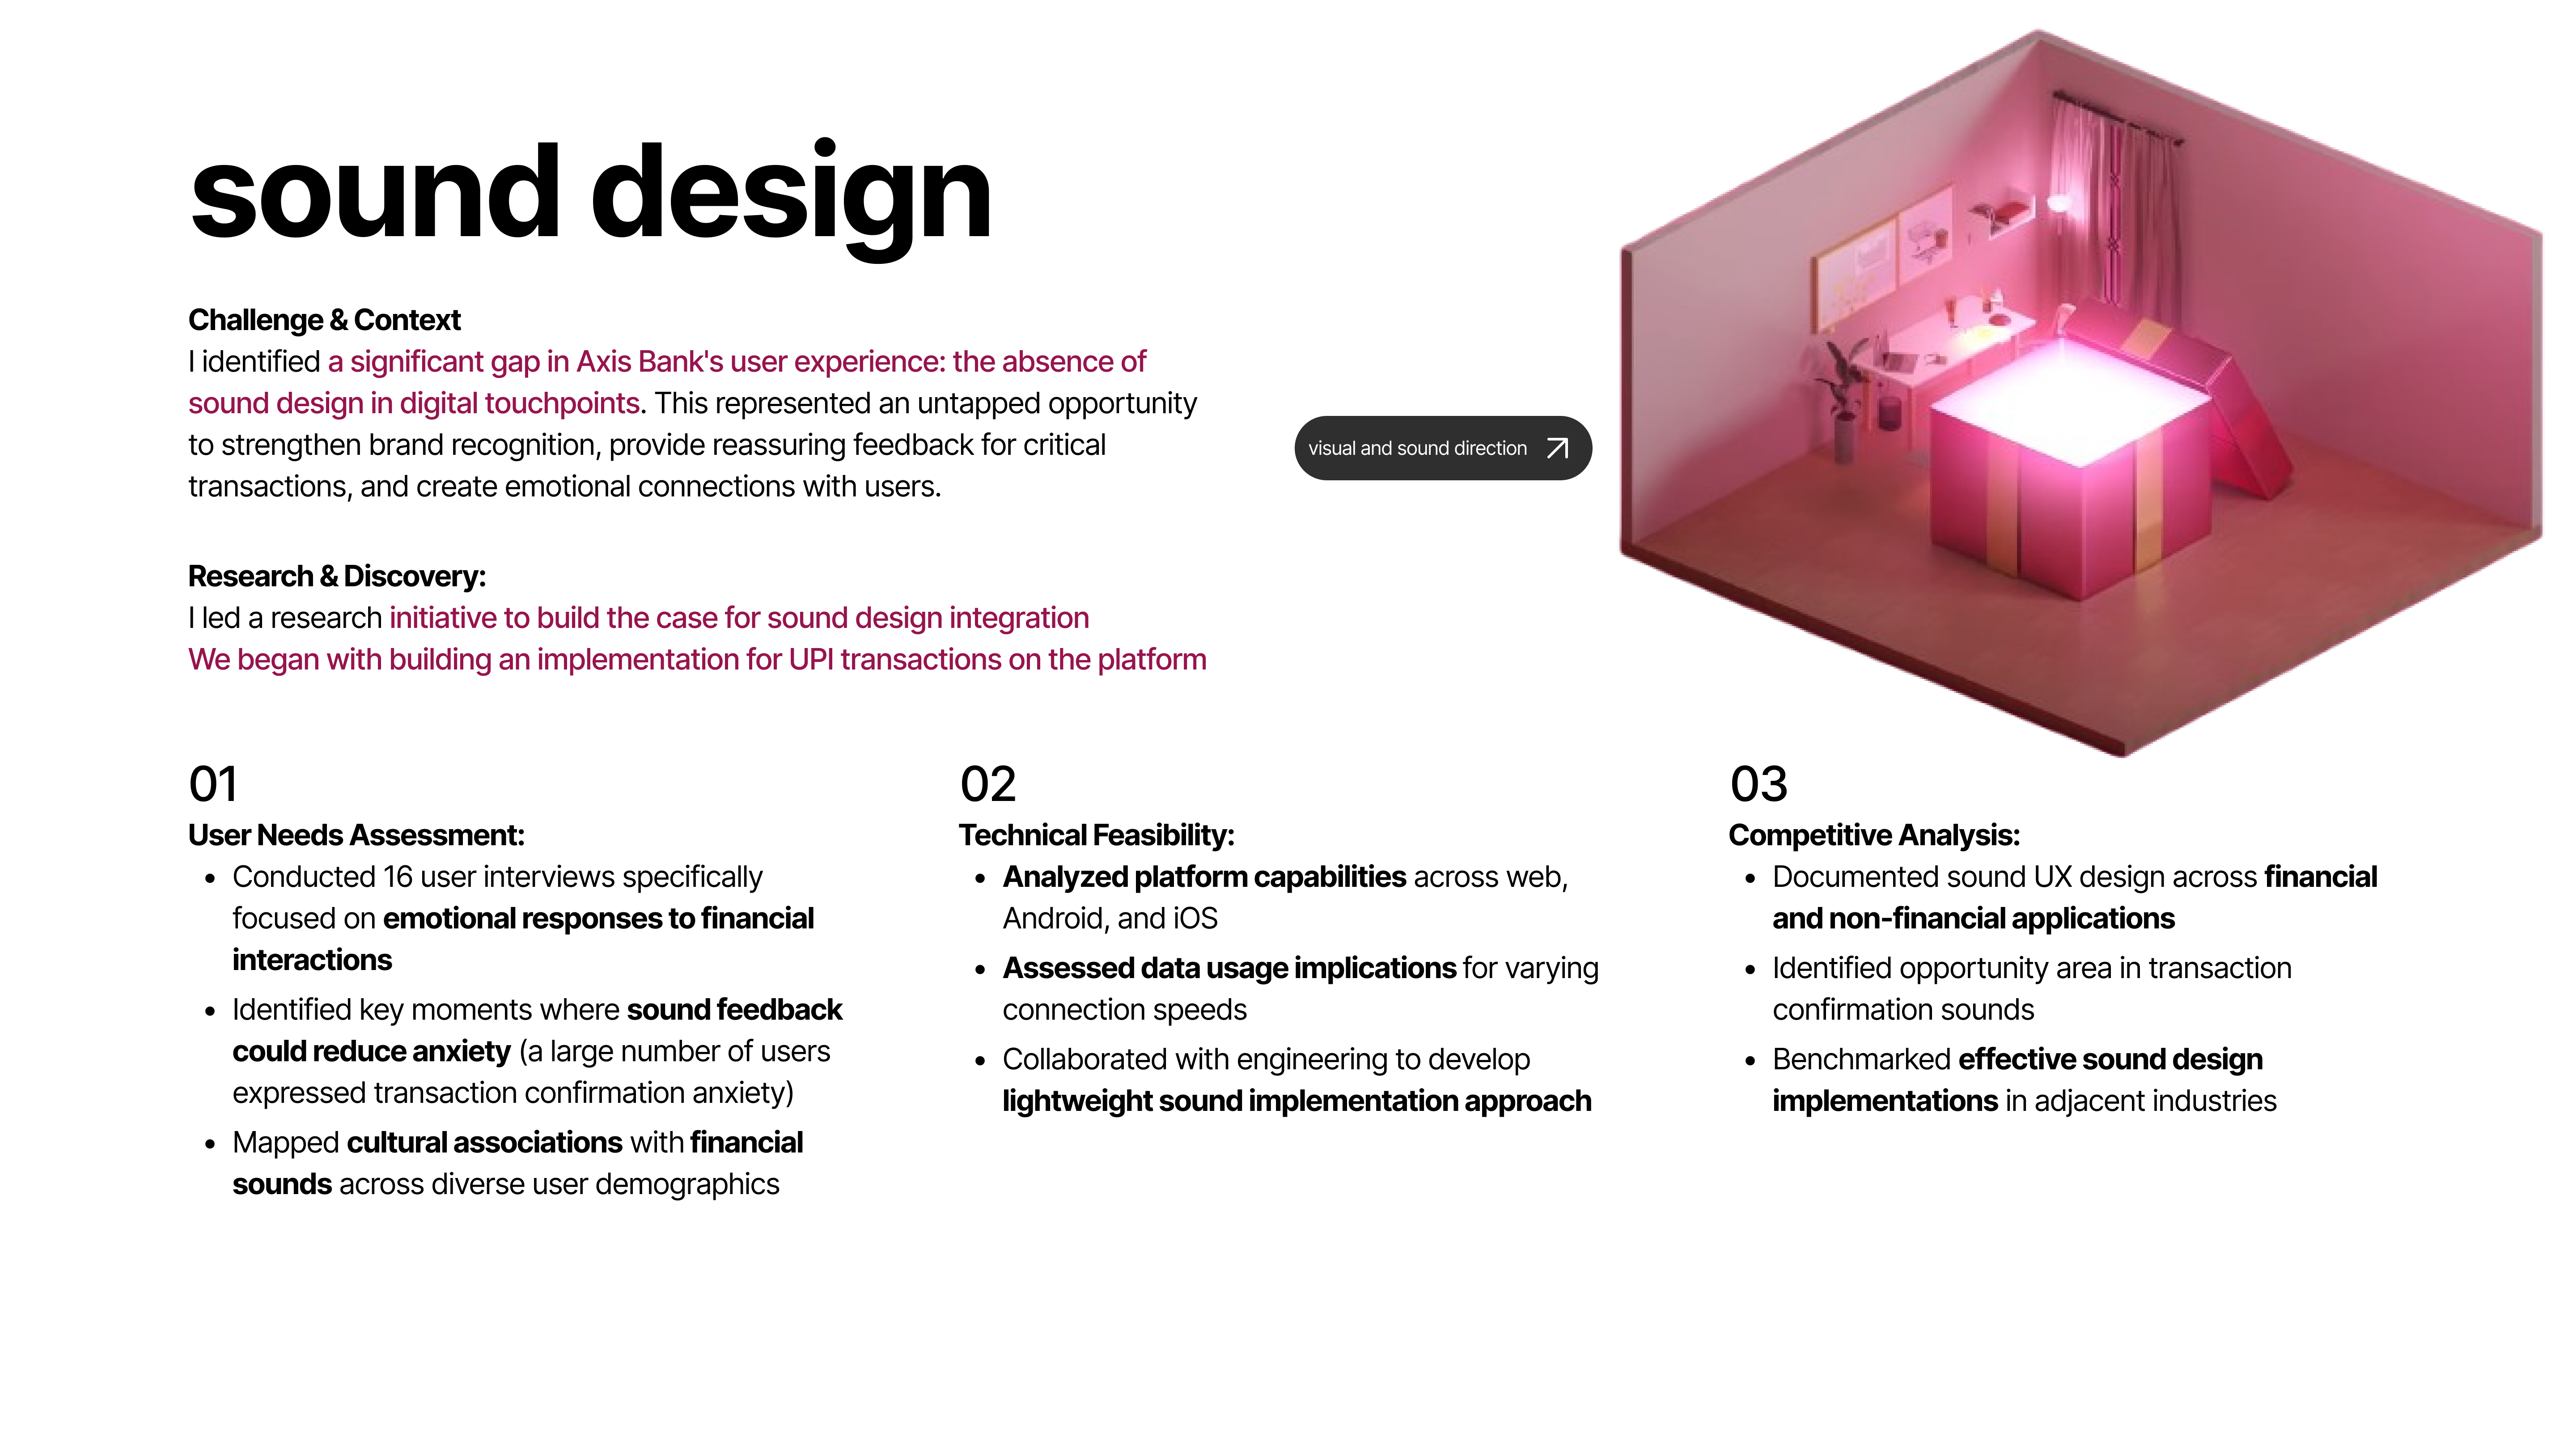 sound design
Challenge & Context
I identified a significant gap in Axis Bank's user experience: the absence of
sound design in digital touchpoints. This represented an untapped opportunity
to strengthen brand recognition, provide reassuring feedback for critical
transactions, and create emotional connections with users.
visual and sound direction
Research & Discovery:
I led a research initiative to build the case for sound design integration
We began with building an implementation for UPI transactions on the platform
01
User Needs Assessment:
• Conducted 16 user interviews specifically
focused on emotional responses to financial
interactions
• Identified key moments where sound feedback
could reduce anxiety (a large number of users
expressed transaction confirmation anxiety)
• Mapped cultural associations with financial
sounds across diverse user demographics
02
Technical Feasibility:
• Analyzed platform capabilities across web,
Android, and iOS
• Assessed data usage implications for varying
connection speeds
• Collaborated with engineering to develop
lightweight sound implementation approach
03
Competitive Analysis:
• Documented sound UX design across financial
and non-financial applications
• Identified opportunity area in transaction
confirmation sounds
• Benchmarked effective sound design
implementations in adjacent industries